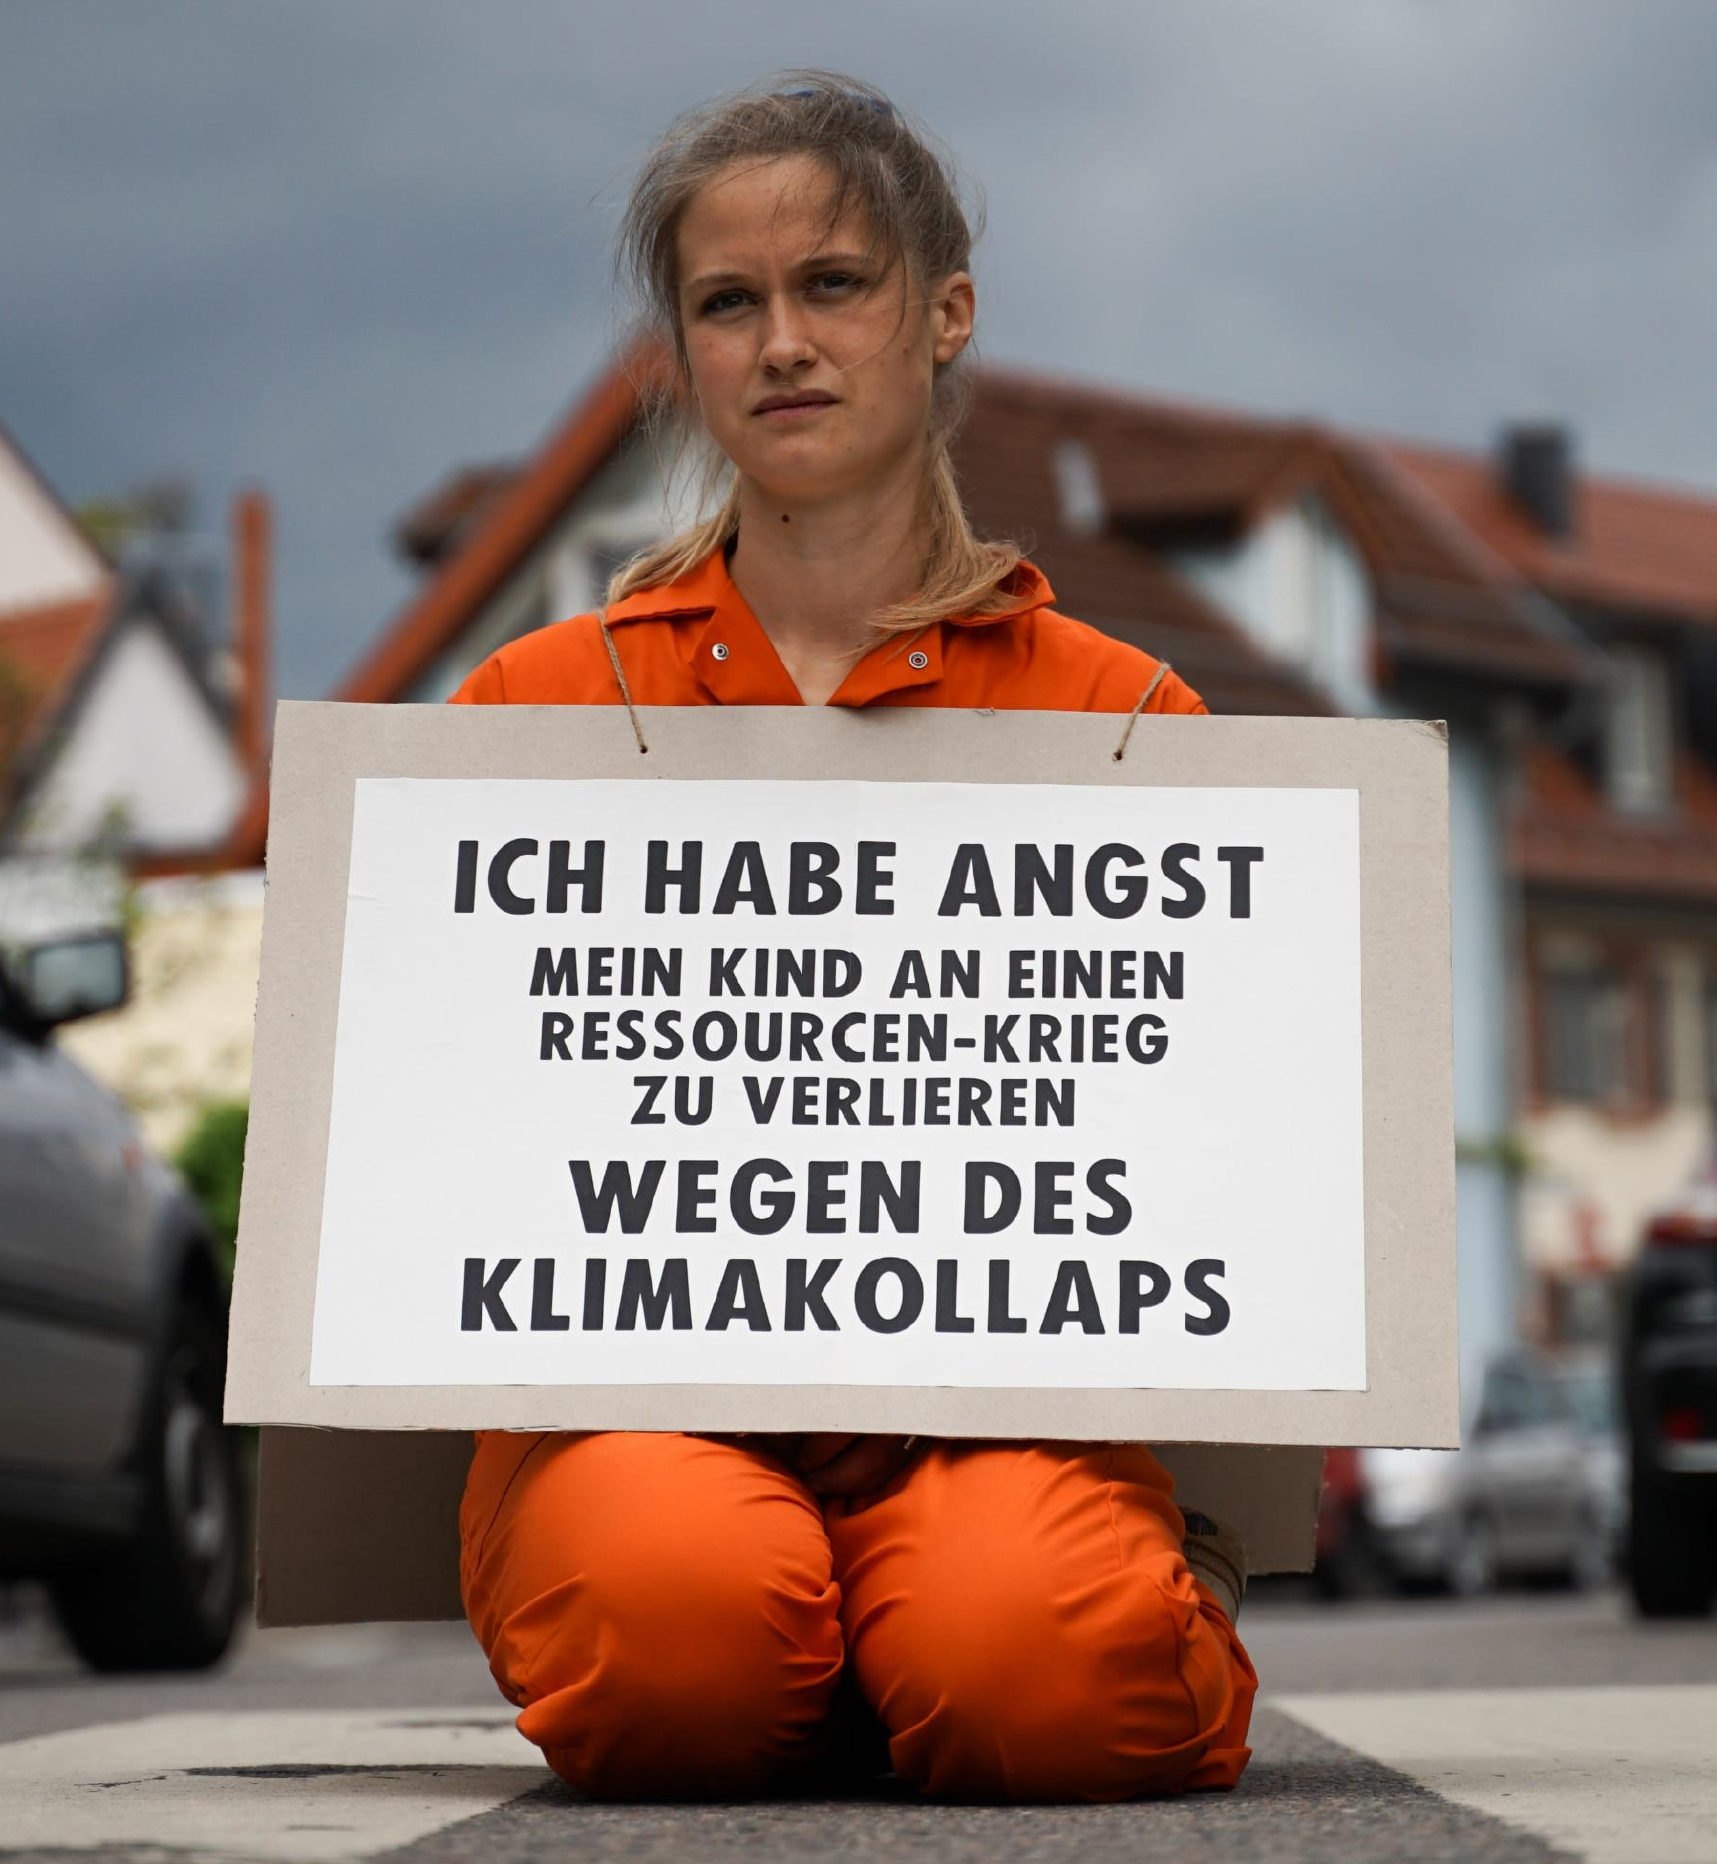 ICH HABE ANGST
MEIN KIND AN EINEN
RESSOURCEN-KRIEG
ZU VERLIEREN
WEGEN DES
KLIMAKOLLAPS